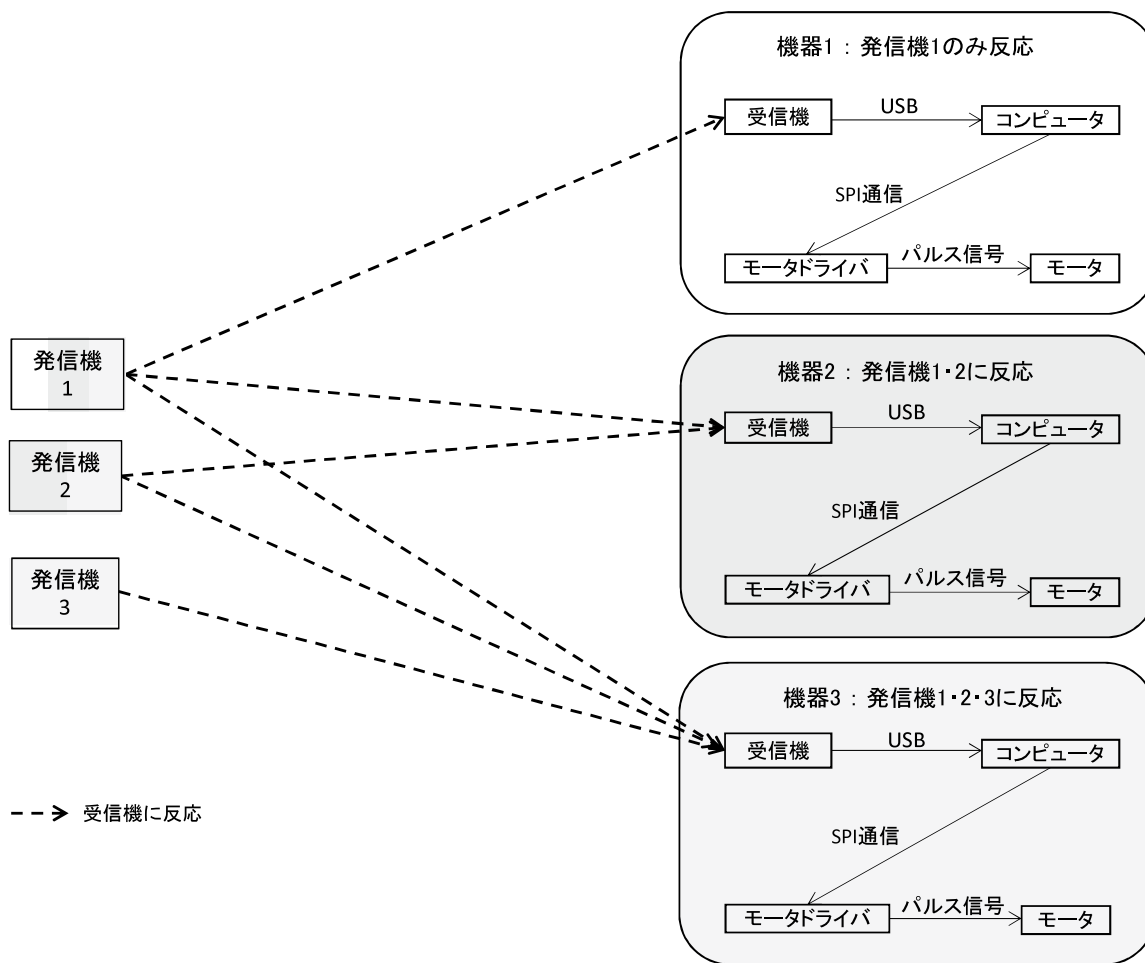 機器1：発信機1のみ反応
受信機
USB
コンピュータ
SPI通信
モータドライバ
パルス信号
モータ
発信機
1
発信機
2
発信機
3
機器2：発信機1・2に反応
受信機
USB
コンピュータ
SPI通信
モータドライバ
パルス信号
モータ
機器3：発信機1・2・3に反応
受信機
USB
コンピュータ
SPI通信
モータドライバ
パルス信号
モータ
受信機に反応